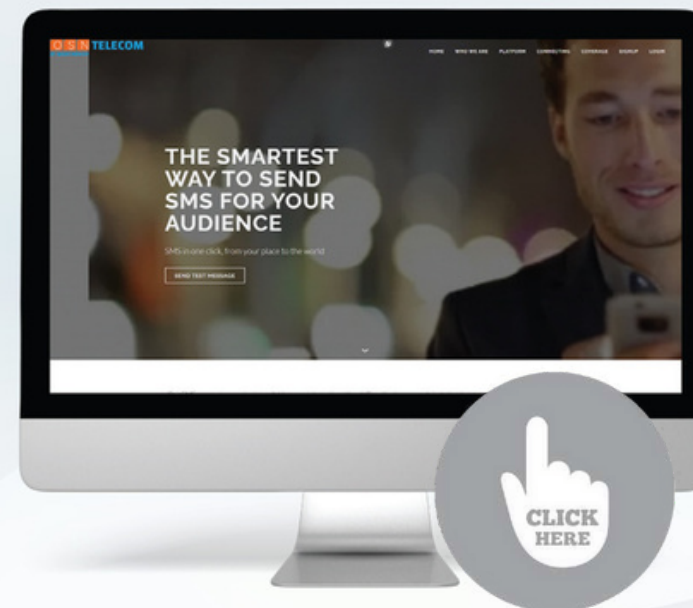 OSN TELECOM
HOME WHO WE ARE PLATFORM CONNECTING COVERAGE SIGNUP LOGIN
THE SMARTEST
WAY TO SEND
SMS FOR YOUR
AUDIENCE
SMS in one click, from your place to the world
SEND TEST MESSAGE
CLICK
HERE